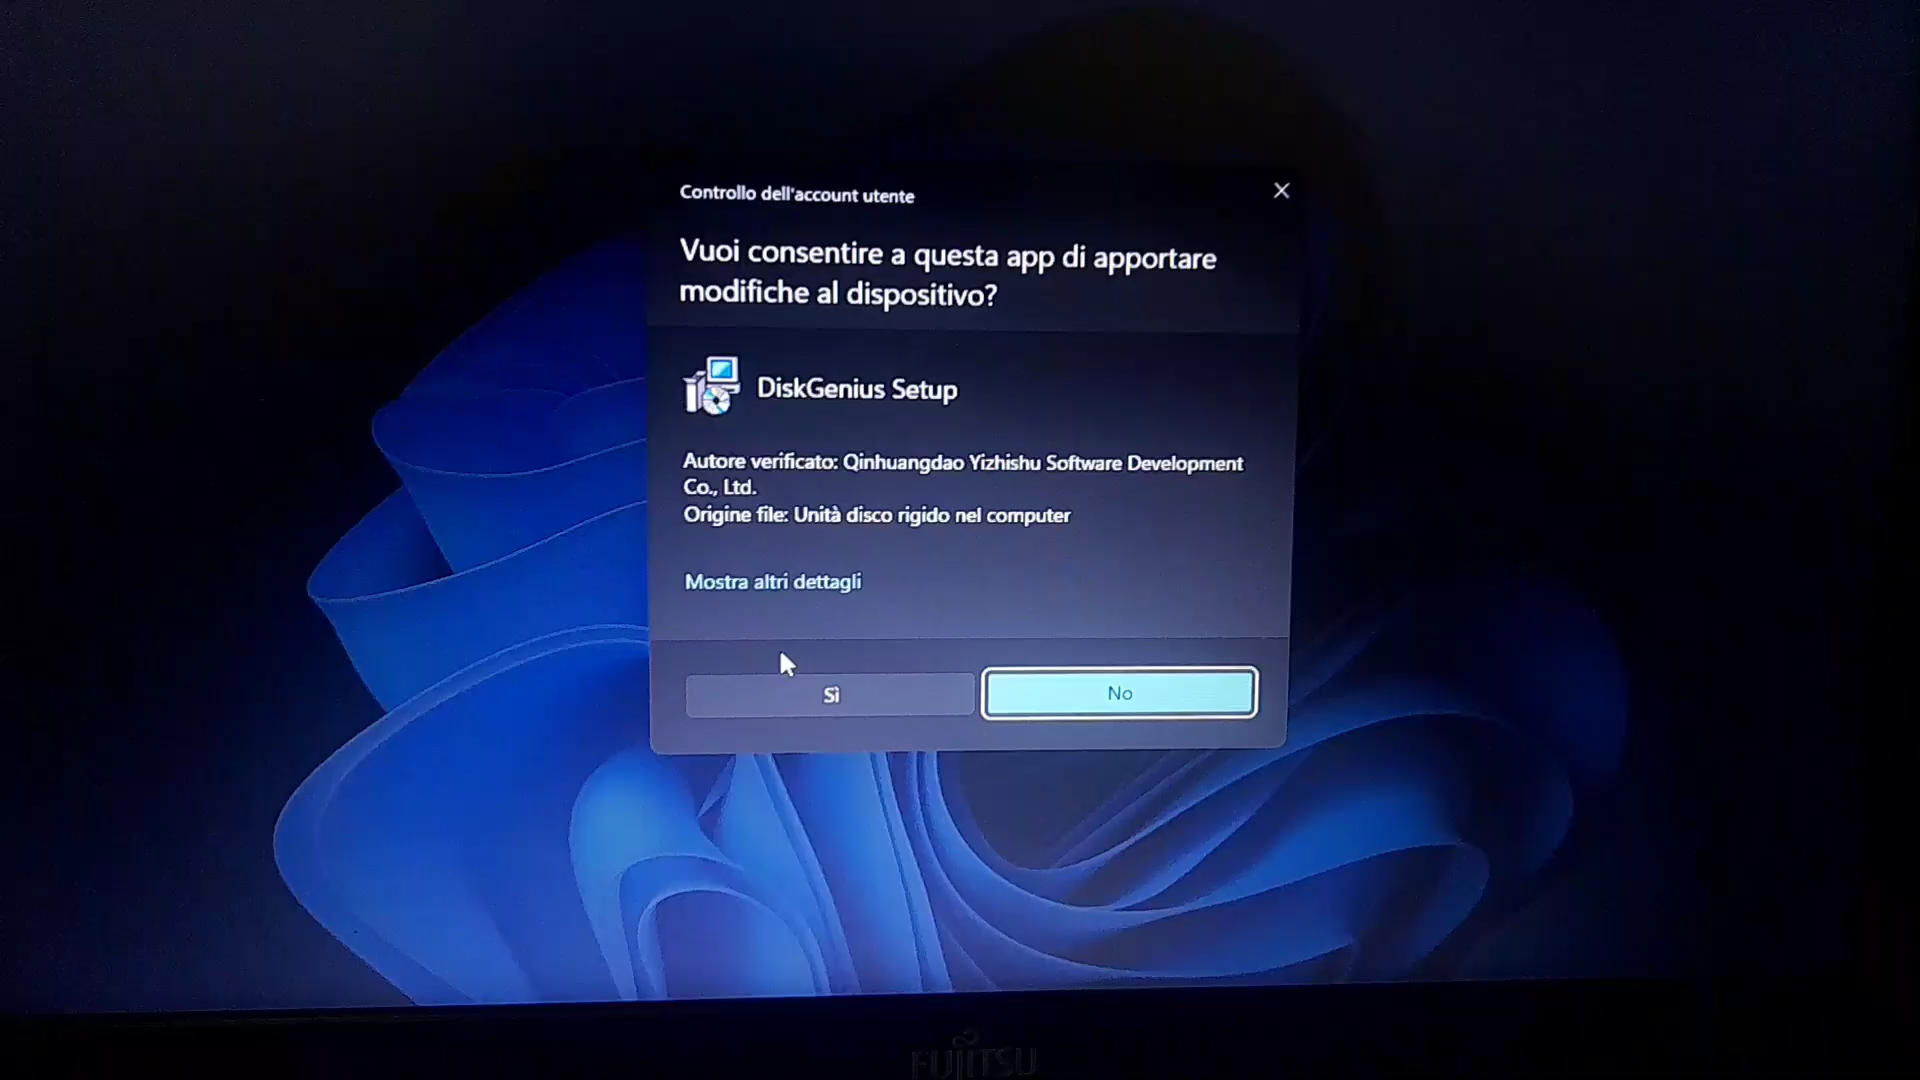 Controllo dell'account utente
Vuoi consentire a questa app di apportare
modifiche al dispositivo?
DiskGenius Setup
Autore verificato: Qinhuangdao Yizhishu Software Development
Co., Ltd.
Origine file: Unità disco rigido nel computer
Mostra altri dettagli
Sì
No
FUJITSU